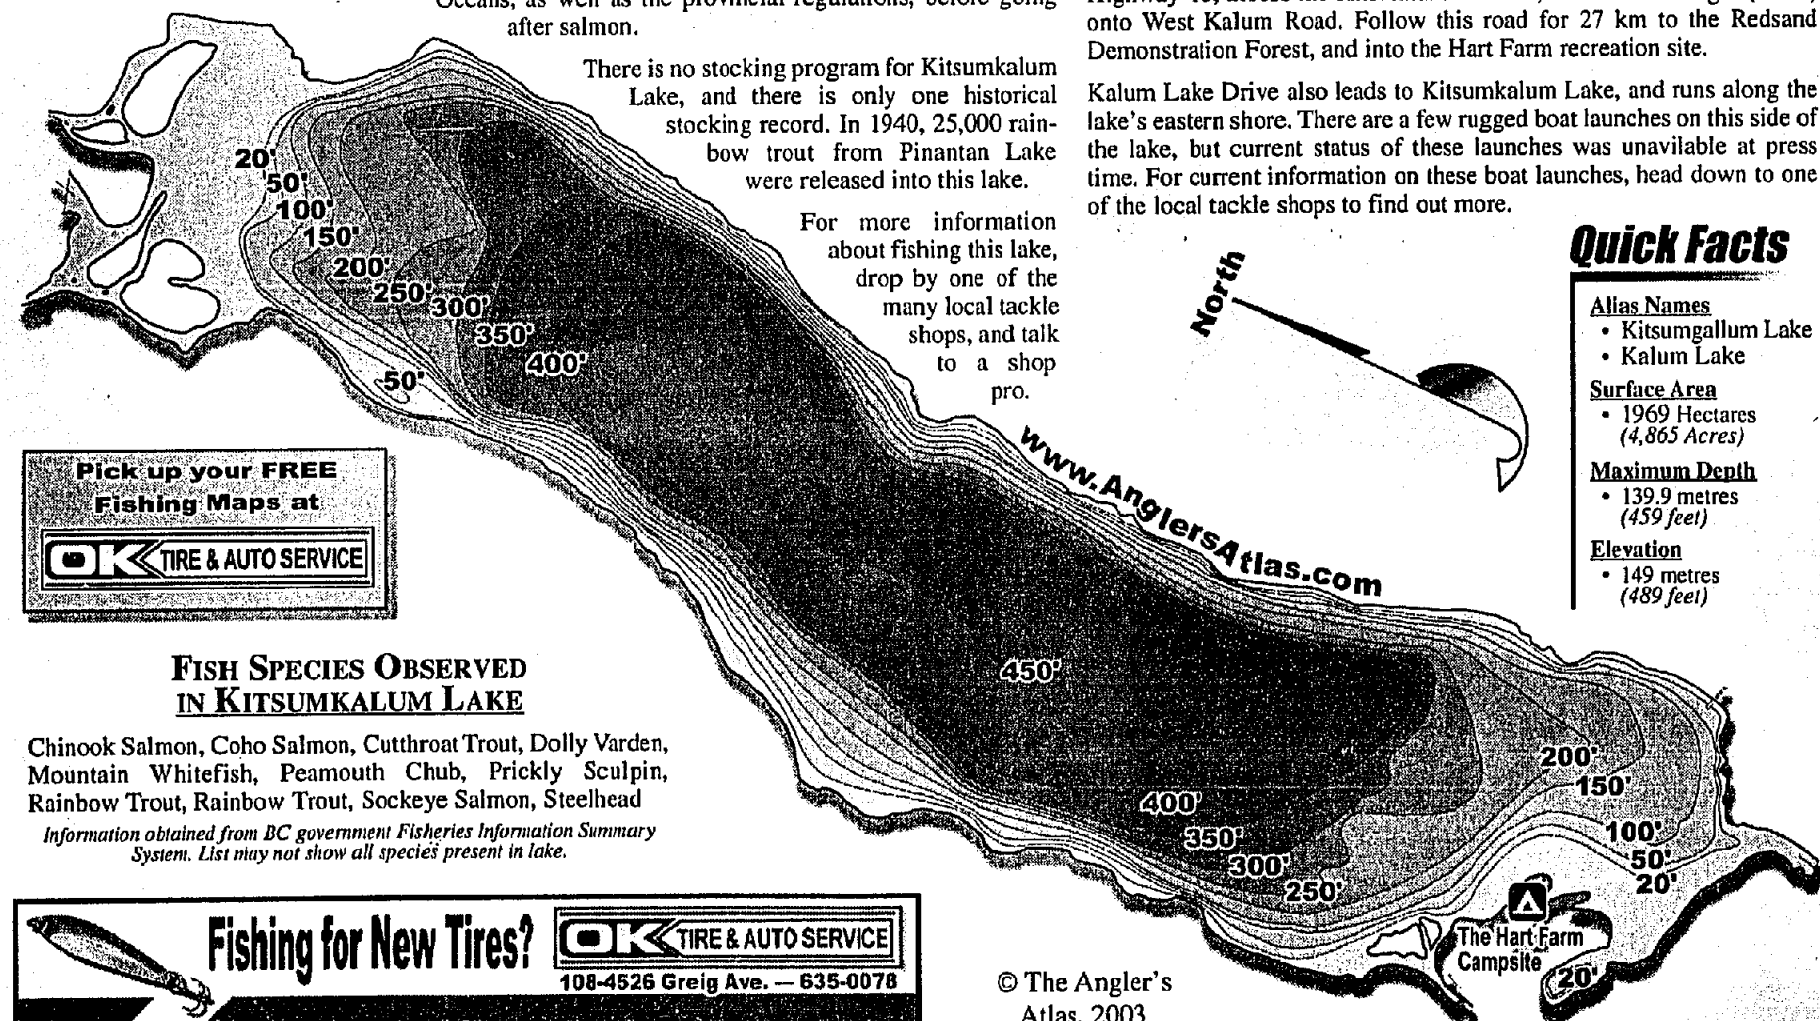 Oceans, as well as the provincial regulations, before going
after salmon.
There is no stocking program for Kitsumkalum
Lake, and there is only one historical
stocking record. In 1940, 25,000 rain-
bow trout from Pinantan Lake
were released into this lake.
For more information
about fishing this lake,
drop by one of the
many local tackle
shops, and talk
to a shop
pro.
onto West Kalum Road. Follow this road for 27 km to the Redsand
Demonstration Forest, and into the Hart Farm recreation site.
Kalum Lake Drive also leads to Kitsumkalum Lake, and runs along the
lake's eastern shore. There are a few rugged boat launches on this side of
the lake, but current status of these launches was unavilable at press
time. For current information on these boat launches, head down to one
of the local tackle shops to find out more.
North
Quick Facts
Alias Names
• Kitsumgallum Lake
• Kalum Lake
Surface Area
• 1969 Hectares
(4,865 Acres)
Maximum Depth
• 139.9 metres
(459 feet)
Elevation
• 149 metres
(489 feet)
20'
50'
100'
150'
200'
250'
300'
350'
400'
50'
www.AnglersAtlas.com
450'
400'
350'
300'
250'
200'
150'
100'
50'
20'
The Hart Farm
Campsite
20'
Pick up your FREE
Fishing Maps at
OK TIRE & AUTO SERVICE
FISH SPECIES OBSERVED
IN KITSUMKALUM LAKE
Chinook Salmon, Coho Salmon, Cutthroat Trout, Dolly Varden,
Mountain Whitefish, Peamouth Chub, Prickly Sculpin,
Rainbow Trout, Rainbow Trout, Sockeye Salmon, Steelhead
Information obtained from BC government Fisheries Information Summary
System. List may not show all species present in lake.
Fishing for New Tires?
OK TIRE & AUTO SERVICE
108-4526 Greig Ave. — 635-0078
© The Angler's
Atlas, 2003